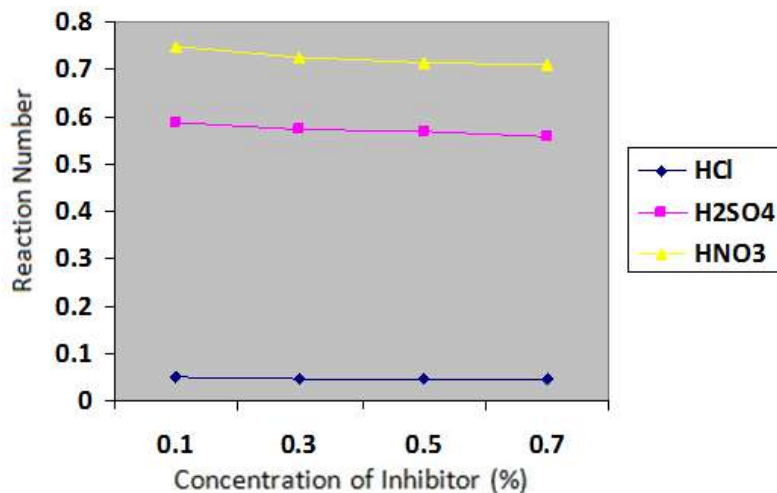 0.8
0.7
0.6
0.5
0.4
0.3
0.2
0.1
0
Reaction Number
0.1 0.3 0.5 0.7
Concentration of Inhibitor (%)
HCl
H2SO4
HNO3